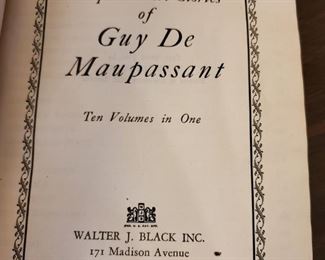 of
Guy De
Maupassant
Ten Volumes in One
WALTER J. BLACK INC.
171 Madison Avenue